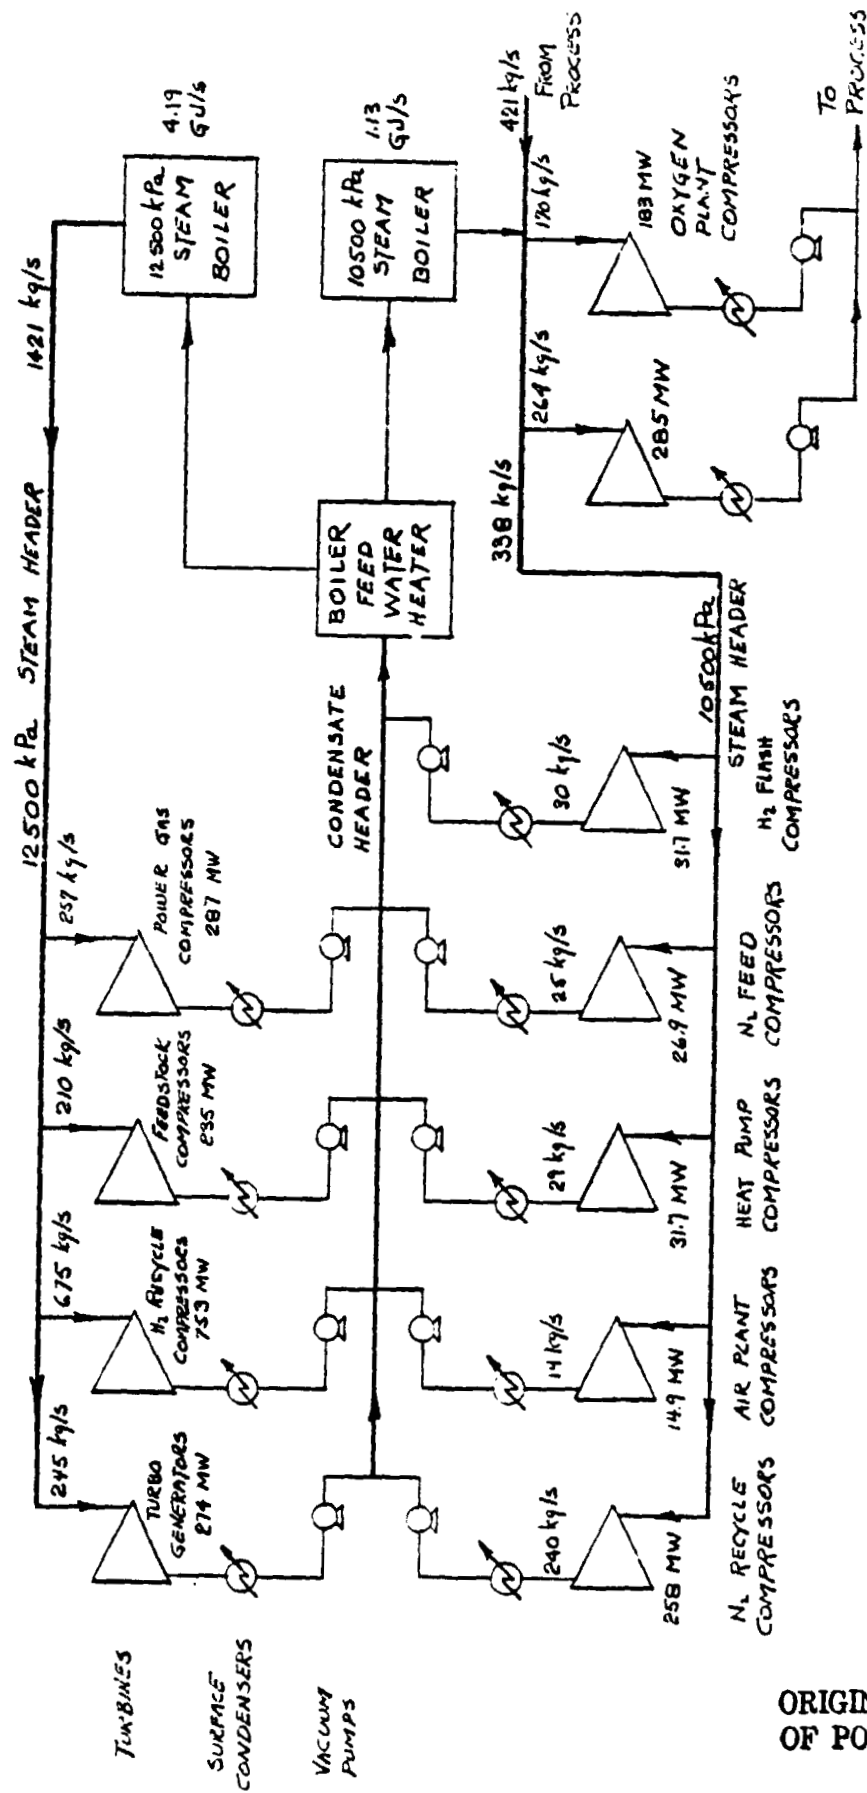 12500 kPa STEAM HEADER
1421 kg/s
4.19
GJ/s
12500 kPa
STEAM
BOILER
245 kg/s
675 kg/s
210 kg/s
257 kg/s
TURBINES
TURBO
GENERATORS
274 MW
H2 RECYCLE
COMPRESSORS
753 MW
FEEDSTOCK
COMPRESSORS
235 MW
POWER GAS
COMPRESSORS
287 MW
SURFACE
CONDENSERS
VACUUM
PUMPS
CONDENSATE
HEADER
BOILER
FEED
WATER
HEATER
10500 kPa
STEAM
BOILER
1.13
GJ/s
240 kg/s
14 kg/s
29 kg/s
25 kg/s
30 kg/s
338 kg/s
264 kg/s
170 kg/s
421 kg/s
FROM
PROCESS
258 MW
14.9 MW
31.7 MW
26.9 MW
31.7 MW
285 MW
183 MW
OXYGEN
PLANT
COMPRESSORS
10500 kPa
STEAM HEADER
N2 RECYCLE
COMPRESSORS
AIR PLANT
COMPRESSORS
HEAT PUMP
COMPRESSORS
N2 FEED
COMPRESSORS
H2 FLASH
COMPRESSORS
TO
PROCESS
ORIGIN
OF PO